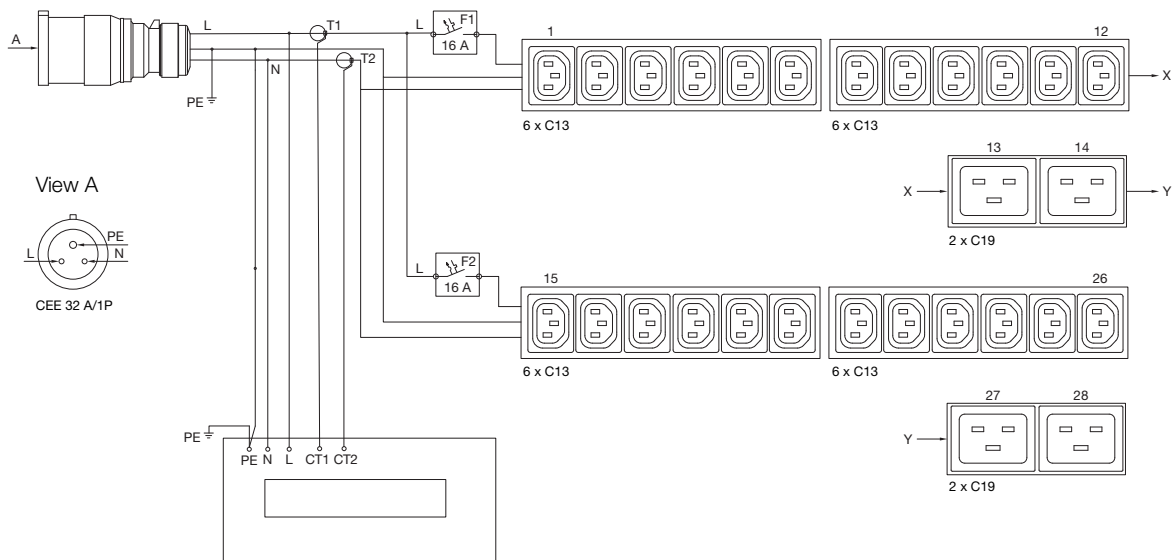 A
L
N
PE
T1
T2
L
F1
16 A
1
12
6 x C13
6 x C13
X
13
14
X
Y
2 x C19
View A
L
PE
N
CEE 32 A/1P
L
F2
16 A
15
26
6 x C13
6 x C13
27
28
Y
2 x C19
PE
PE N L CT1 CT2